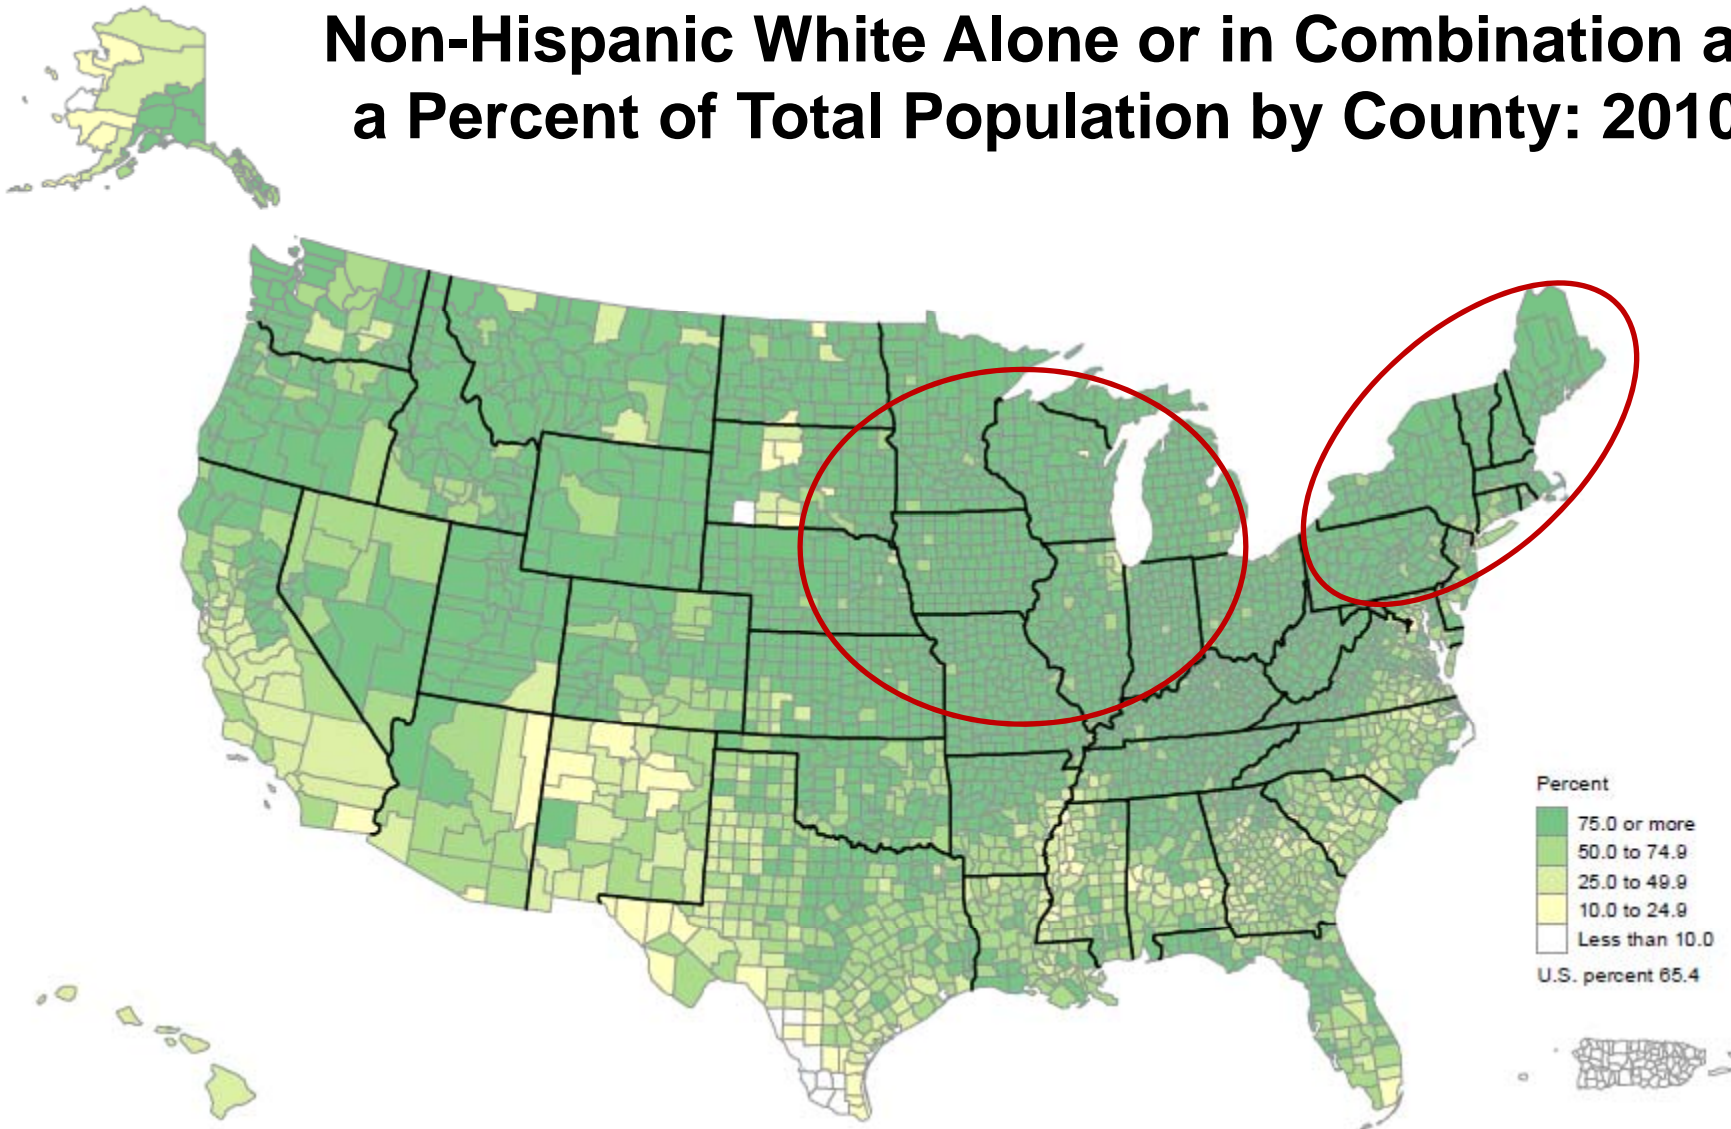 Non-Hispanic White Alone or in Combination a
a Percent of Total Population by County: 2010
Percent
75.0 or more
50.0 to 74.9
25.0 to 49.9
10.0 to 24.9
Less than 10.0
U.S. percent 65.4